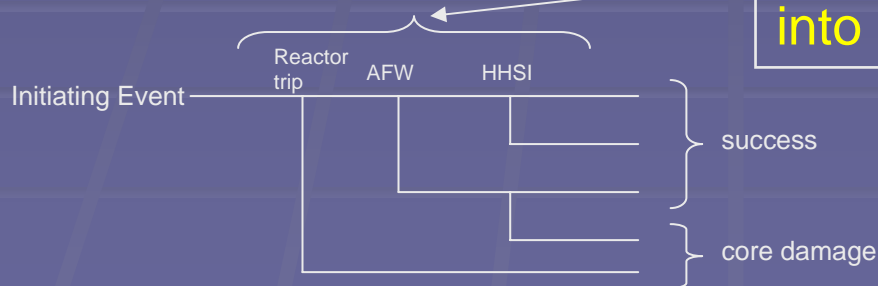 into
Reactor
trip
AFW
HHSI
Initiating Event
success
core damage